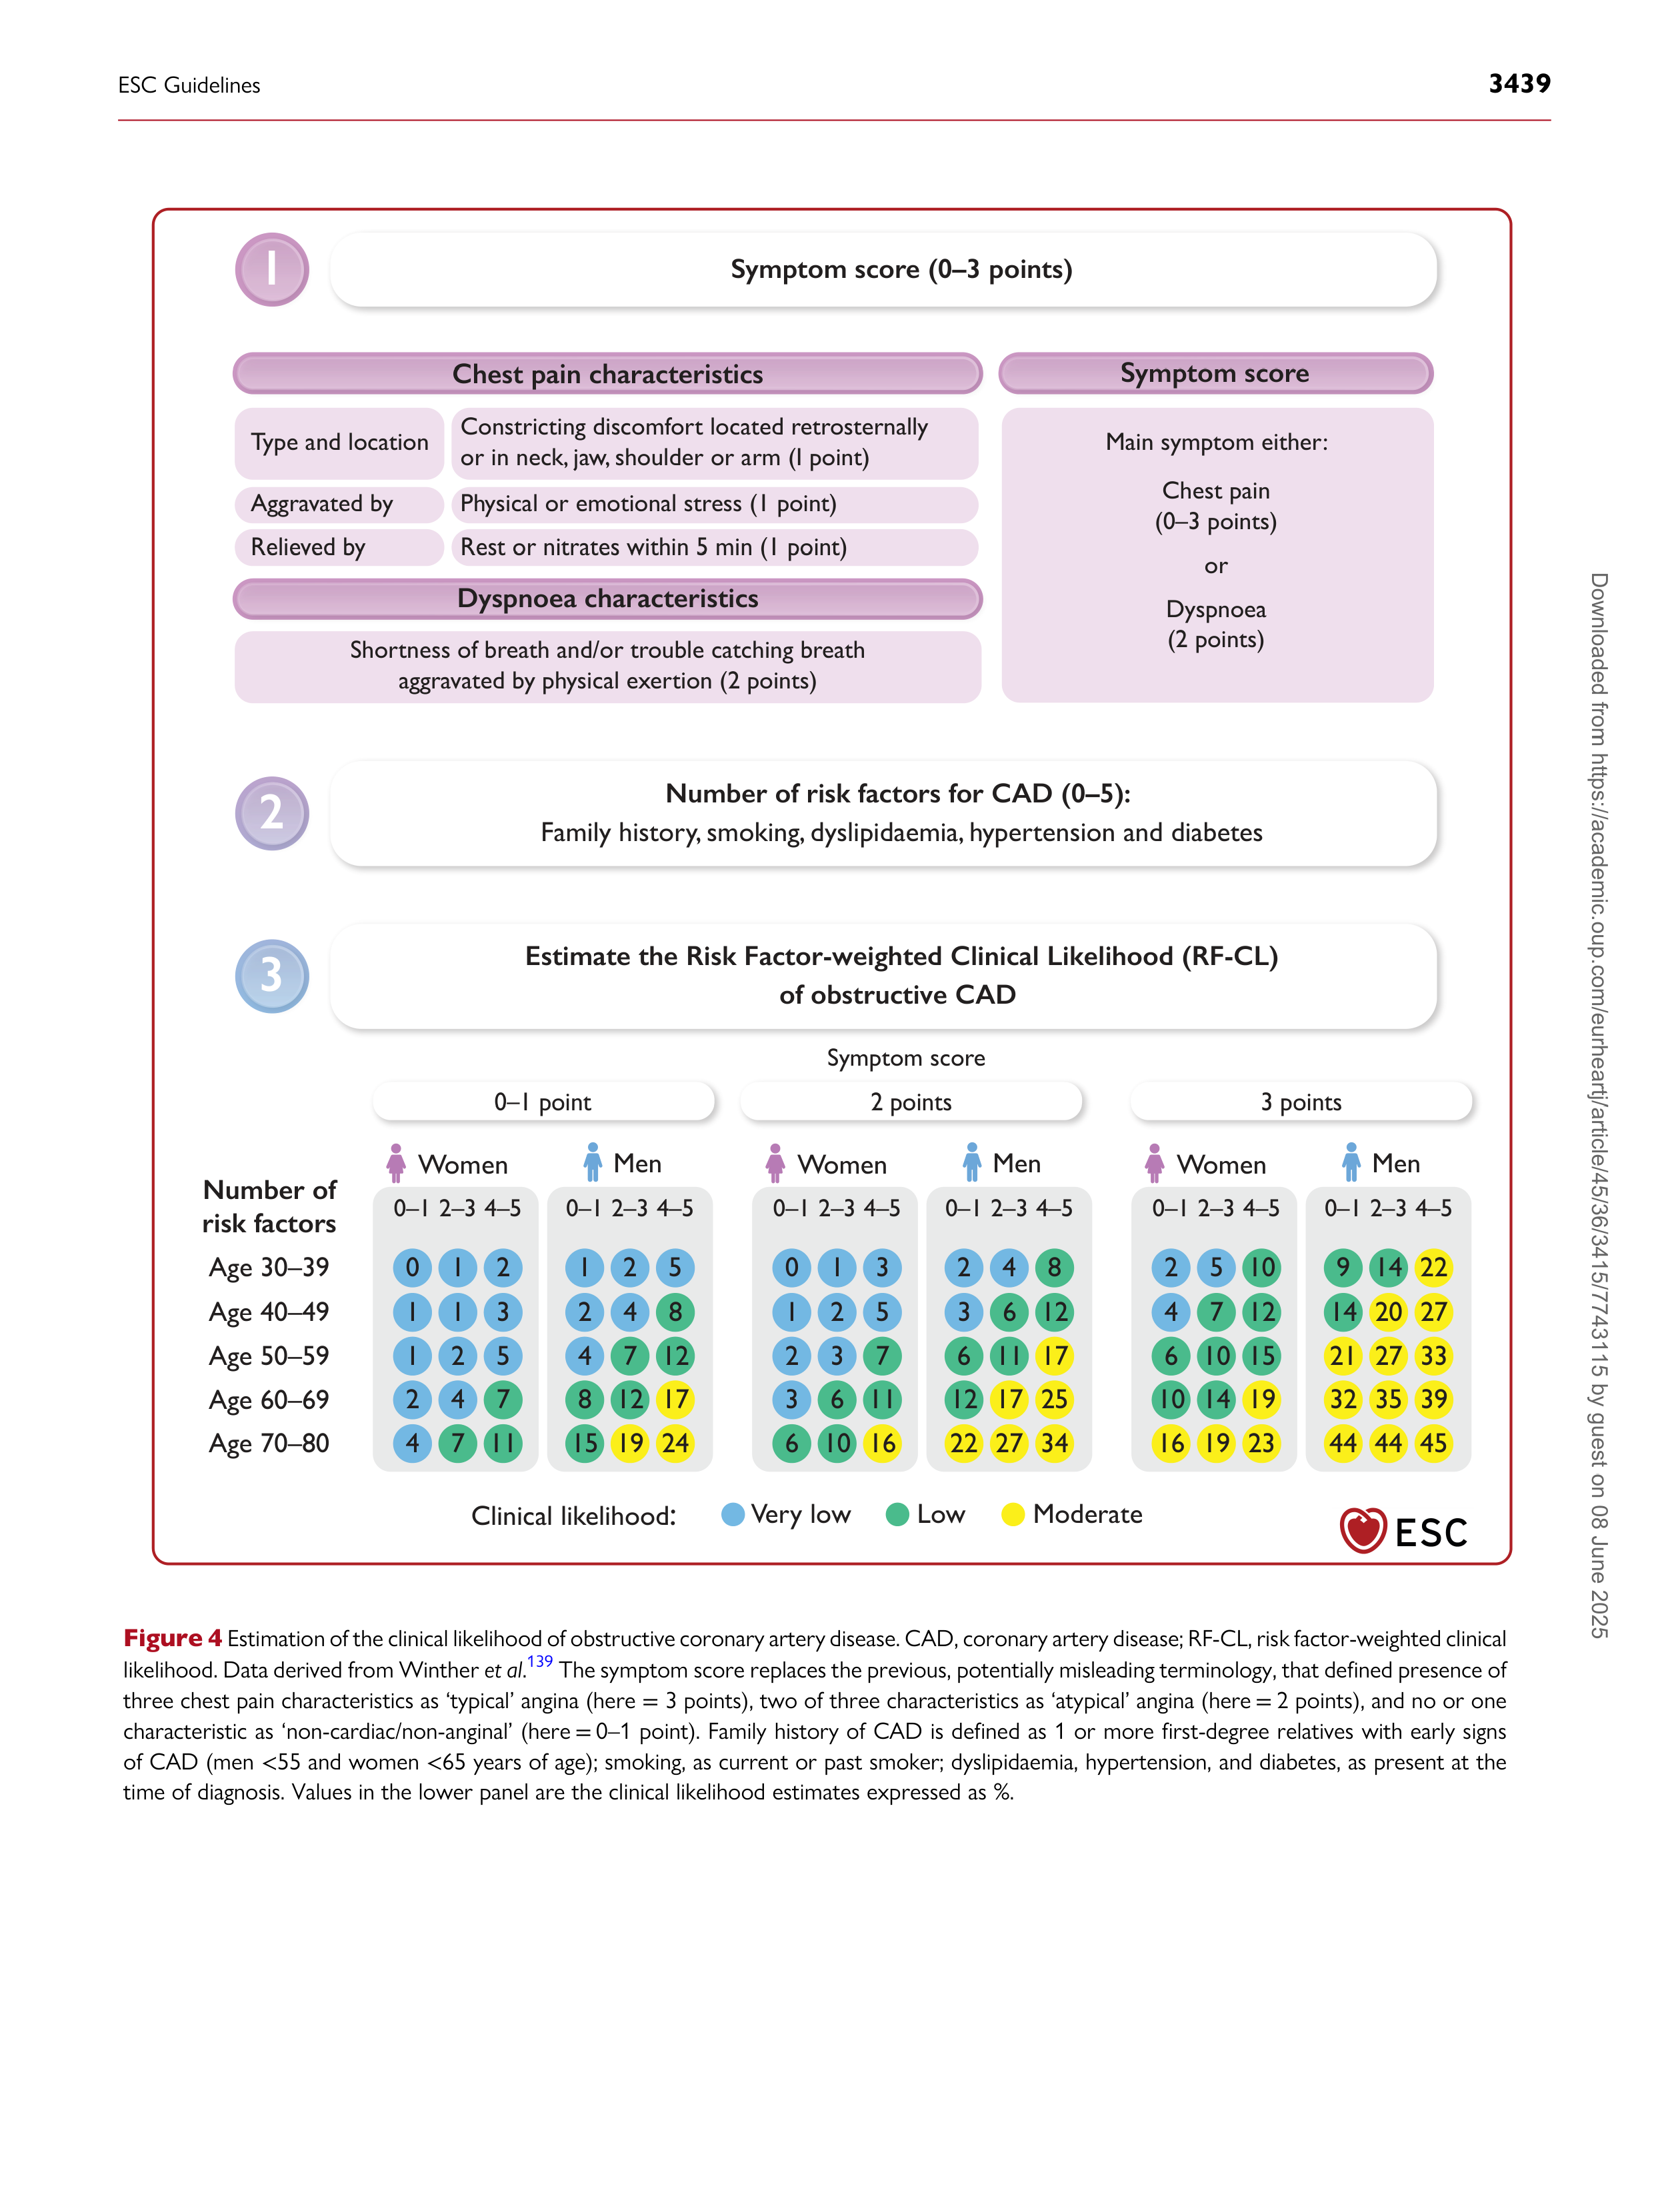 ESC Guidelines
3439
1
Symptom score (0–3 points)
Chest pain characteristics
Type and location
Constricting discomfort located retrosternally
or in neck, jaw, shoulder or arm (1 point)
Aggravated by
Physical or emotional stress (1 point)
Relieved by
Rest or nitrates within 5 min (1 point)
Dyspnoea characteristics
Shortness of breath and/or trouble catching breath
aggravated by physical exertion (2 points)
Symptom score
Main symptom either:
Chest pain
(0–3 points)
or
Dyspnoea
(2 points)
2
Number of risk factors for CAD (0–5):
Family history, smoking, dyslipidaemia, hypertension and diabetes
3
Estimate the Risk Factor-weighted Clinical Likelihood (RF-CL)
of obstructive CAD
Symptom score
0–1 point 2 points 3 points
Women Men Women Men Women Men
Number of
risk factors
0–1 2–3 4–5 0–1 2–3 4–5 0–1 2–3 4–5 0–1 2–3 4–5 0–1 2–3 4–5 0–1 2–3 4–5
Age 30–39 0 1 2 1 2 5 0 1 3 2 4 8 2 5 10 9 14 22
Age 40–49 1 1 3 2 4 8 1 2 5 3 6 12 4 7 12 14 20 27
Age 50–59 1 2 5 4 7 12 2 3 7 6 11 17 6 10 15 21 27 33
Age 60–69 2 4 7 8 12 17 3 6 11 12 17 25 10 14 19 32 35 39
Age 70–80 4 7 11 15 19 24 6 10 16 22 27 34 16 19 23 44 44 45
Clinical likelihood: Very low Low Moderate
ESC
Figure 4 Estimation of the clinical likelihood of obstructive coronary artery disease. CAD, coronary artery disease; RF-CL, risk factor-weighted clinical
likelihood. Data derived from Winther et al.139 The symptom score replaces the previous, potentially misleading terminology, that defined presence of
three chest pain characteristics as ‘typical’ angina (here = 3 points), two of three characteristics as ‘atypical’ angina (here = 2 points), and no or one
characteristic as ‘non-cardiac/non-anginal’ (here = 0–1 point). Family history of CAD is defined as 1 or more first-degree relatives with early signs
of CAD (men <55 and women <65 years of age); smoking, as current or past smoker; dyslipidaemia, hypertension, and diabetes, as present at the
time of diagnosis. Values in the lower panel are the clinical likelihood estimates expressed as %.
Downloaded from https://academic.oup.com/eurheartj/article/45/36/3415/7743115 by guest on 08 June 2025